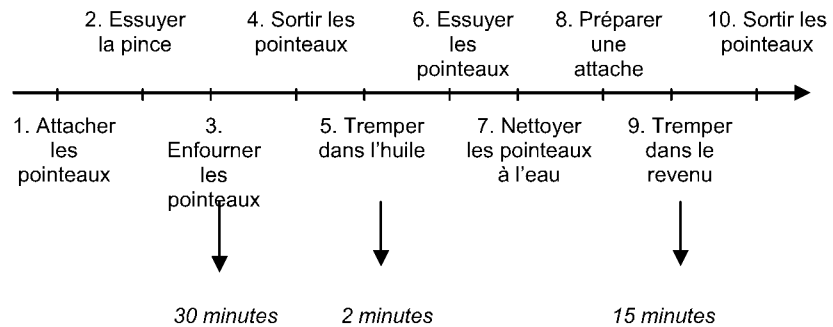 2. Essuyer
la pince
4. Sortir les
pointeaux
6. Essuyer
les
pointeaux
8. Préparer
une
attache
10. Sortir les
pointeaux
1. Attacher
les
pointeaux
3.
Enfourner
les
pointeaux
5. Tremper
dans l'huile
7. Nettoyer
les pointeaux
à l'eau
9. Tremper
dans le
revenu
30 minutes
2 minutes
15 minutes